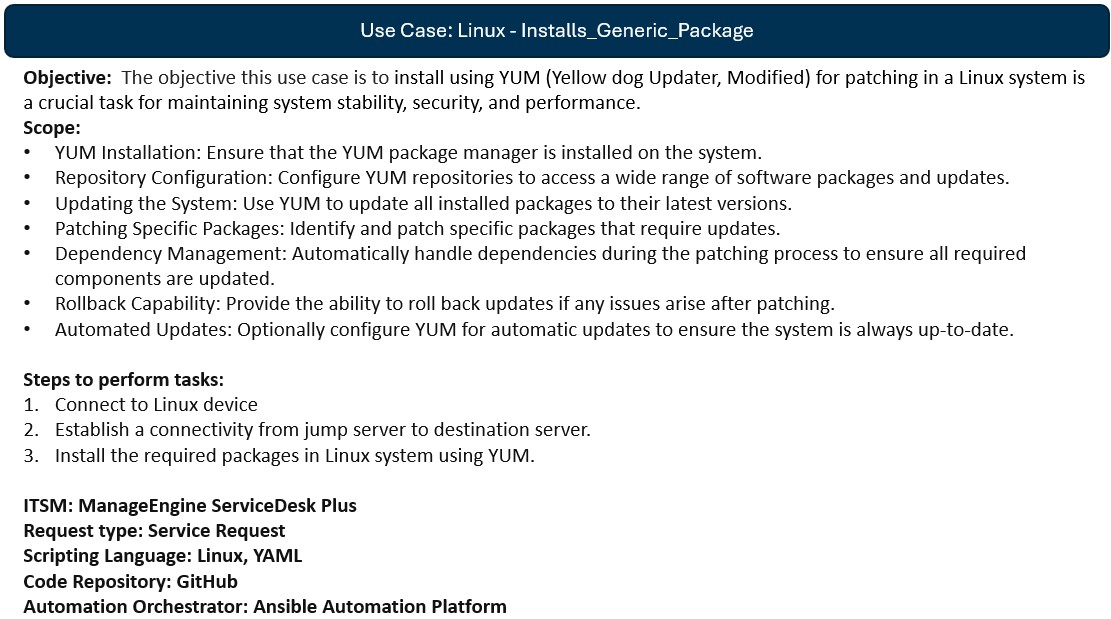 Use Case: Linux - Installs_Generic_Package
Objective: The objective this use case is to install using YUM (Yellow dog Updater, Modified) for patching in a Linux system is
a crucial task for maintaining system stability, security, and performance.
Scope:
• YUM Installation: Ensure that the YUM package manager is installed on the system.
• Repository Configuration: Configure YUM repositories to access a wide range of software packages and updates.
• Updating the System: Use YUM to update all installed packages to their latest versions.
• Patching Specific Packages: Identify and patch specific packages that require updates.
• Dependency Management: Automatically handle dependencies during the patching process to ensure all required
components are updated.
• Rollback Capability: Provide the ability to roll back updates if any issues arise after patching.
• Automated Updates: Optionally configure YUM for automatic updates to ensure the system is always up-to-date.
Steps to perform tasks:
1. Connect to Linux device
2. Establish a connectivity from jump server to destination server.
3. Install the required packages in Linux system using YUM.
ITSM: ManageEngine ServiceDesk Plus
Request type: Service Request
Scripting Language: Linux, YAML
Code Repository: GitHub
Automation Orchestrator: Ansible Automation Platform